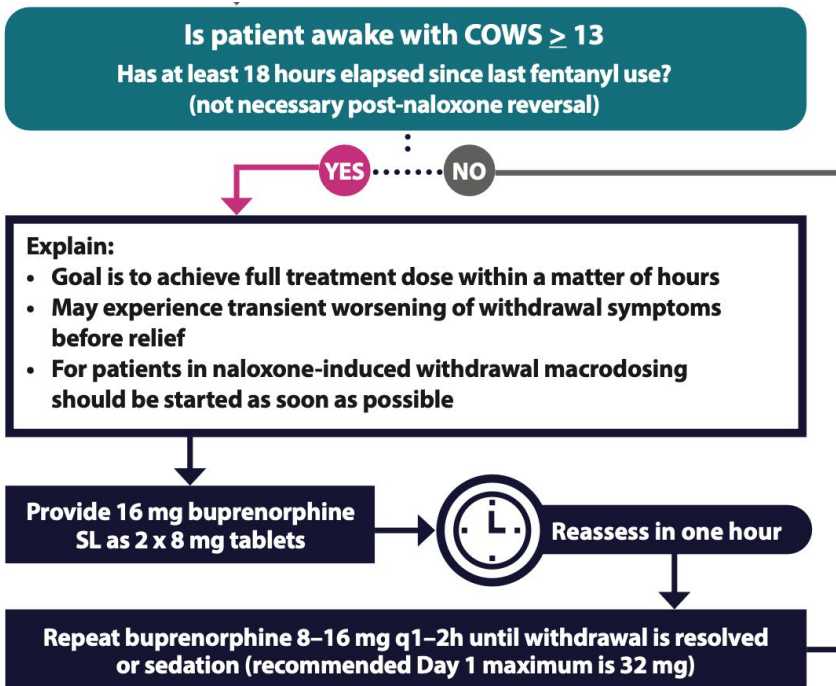 Is patient awake with COWS ≥ 13
Has at least 18 hours elapsed since last fentanyl use?
(not necessary post-naloxone reversal)
YES
NO
Explain:
• Goal is to achieve full treatment dose within a matter of hours
• May experience transient worsening of withdrawal symptoms
before relief
• For patients in naloxone-induced withdrawal macrodosing
should be started as soon as possible
Provide 16 mg buprenorphine
SL as 2 x 8 mg tablets
Reassess in one hour
Repeat buprenorphine 8–16 mg q1–2h until withdrawal is resolved
or sedation (recommended Day 1 maximum is 32 mg)